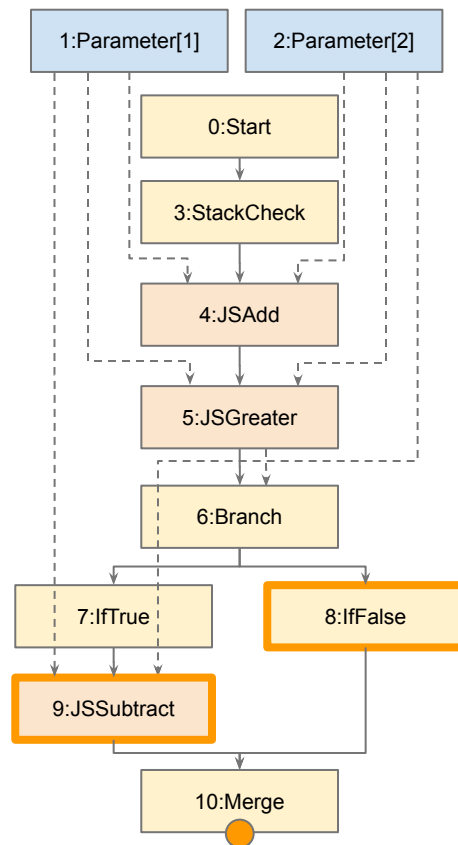 1:Parameter[1]
2:Parameter[2]
0:Start
3:StackCheck
4:JSAdd
5:JSGreater
6:Branch
7:IfTrue
8:IfFalse
9:JSSubtract
10:Merge